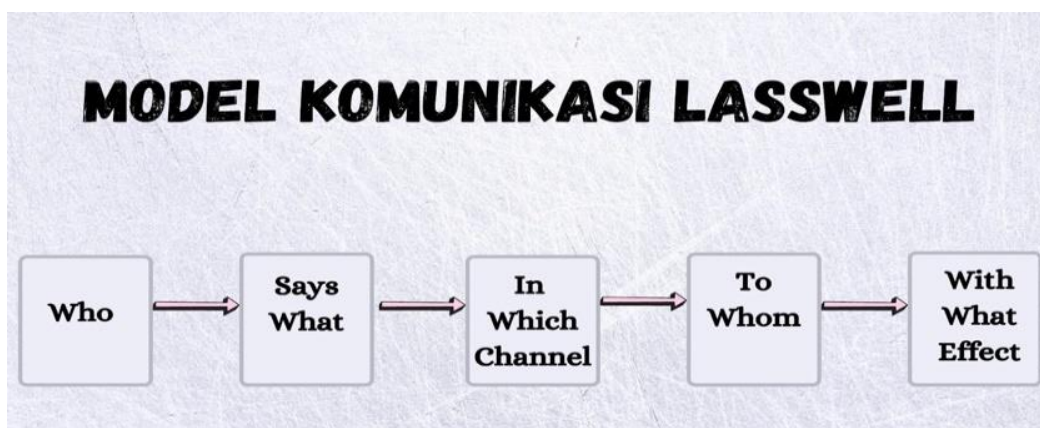 MODEL KOMUNIKASI LASSWELL
Who
Says
What
In
Which
Channel
To
Whom
With
What
Effect